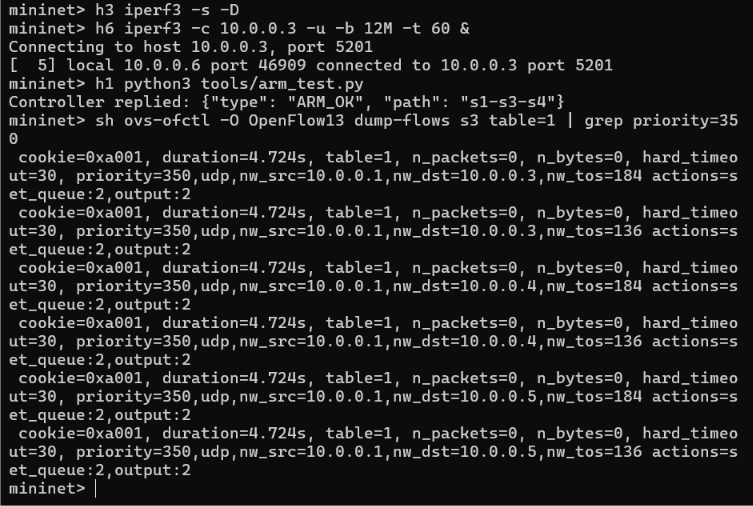 mininet> h3 iperf3 -s -D
mininet> h6 iperf3 -c 10.0.0.3 -u -b 12M -t 60 &
Connecting to host 10.0.0.3, port 5201
[  5] local 10.0.0.6 port 46909 connected to 10.0.0.3 port 5201
mininet> h1 python3 tools/arm_test.py
Controller replied: {"type": "ARM_OK", "path": "s1-s3-s4"}
mininet> sh ovs-ofctl -O OpenFlow13 dump-flows s3 table=1 | grep priority=35
0
 cookie=0xa001, duration=4.724s, table=1, n_packets=0, n_bytes=0, hard_timeo
ut=30, priority=350,udp,nw_src=10.0.0.1,nw_dst=10.0.0.3,nw_tos=184 actions=s
et_queue:2,output:2
 cookie=0xa001, duration=4.724s, table=1, n_packets=0, n_bytes=0, hard_timeo
ut=30, priority=350,udp,nw_src=10.0.0.1,nw_dst=10.0.0.3,nw_tos=136 actions=s
et_queue:2,output:2
 cookie=0xa001, duration=4.724s, table=1, n_packets=0, n_bytes=0, hard_timeo
ut=30, priority=350,udp,nw_src=10.0.0.1,nw_dst=10.0.0.4,nw_tos=184 actions=s
et_queue:2,output:2
 cookie=0xa001, duration=4.724s, table=1, n_packets=0, n_bytes=0, hard_timeo
ut=30, priority=350,udp,nw_src=10.0.0.1,nw_dst=10.0.0.4,nw_tos=136 actions=s
et_queue:2,output:2
 cookie=0xa001, duration=4.724s, table=1, n_packets=0, n_bytes=0, hard_timeo
ut=30, priority=350,udp,nw_src=10.0.0.1,nw_dst=10.0.0.5,nw_tos=184 actions=s
et_queue:2,output:2
 cookie=0xa001, duration=4.724s, table=1, n_packets=0, n_bytes=0, hard_timeo
ut=30, priority=350,udp,nw_src=10.0.0.1,nw_dst=10.0.0.5,nw_tos=136 actions=s
et_queue:2,output:2
mininet>